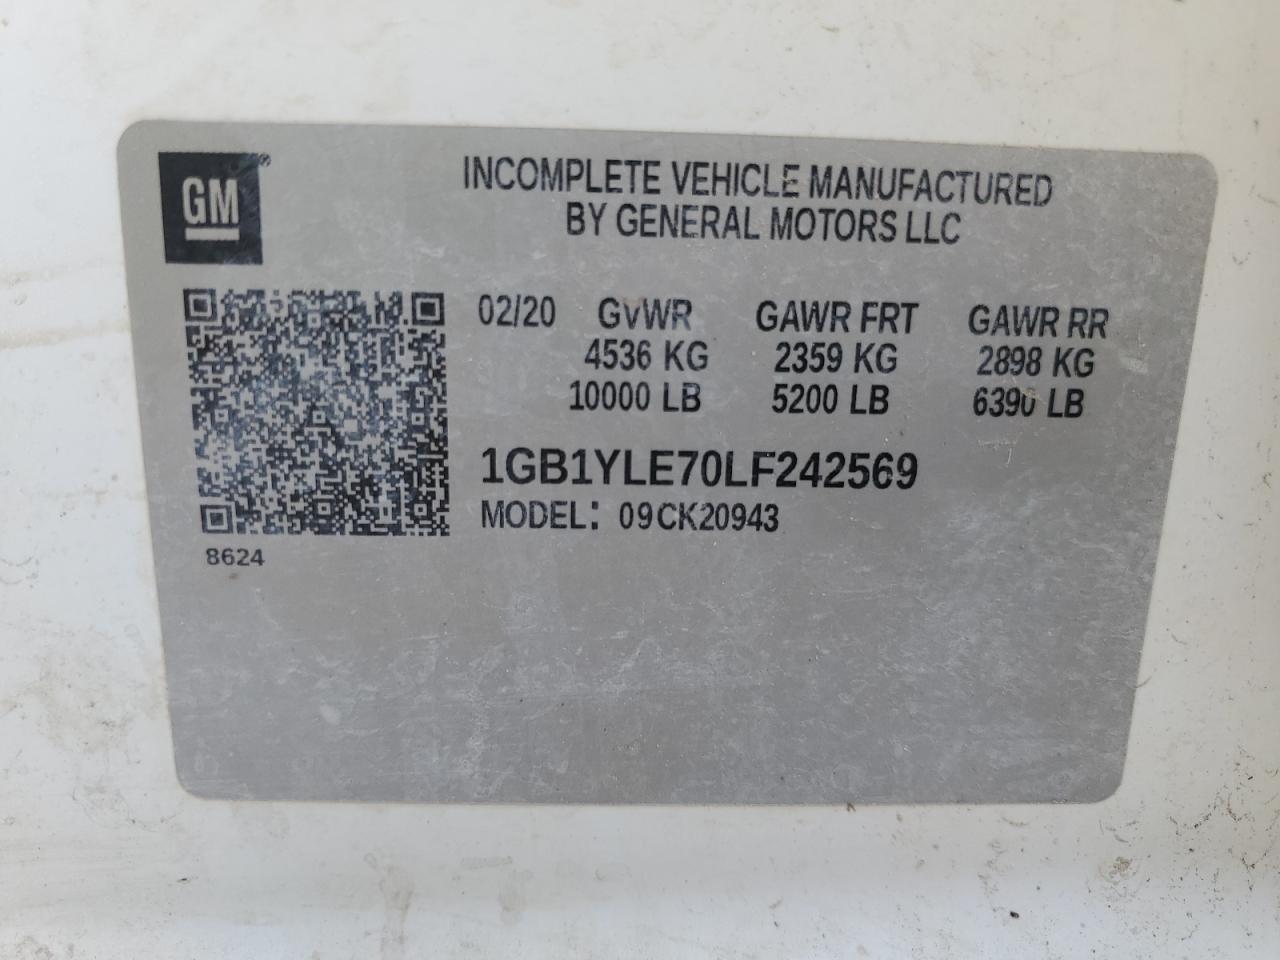 GM®
INCOMPLETE VEHICLE MANUFACTURED
BY GENERAL MOTORS LLC
02/20 GVWR GAWR FRT GAWR RR
4536 KG 2359 KG 2898 KG
10000 LB 5200 LB 6390 LB
1GB1YLE70LF242569
MODEL: 09CK20943
8624